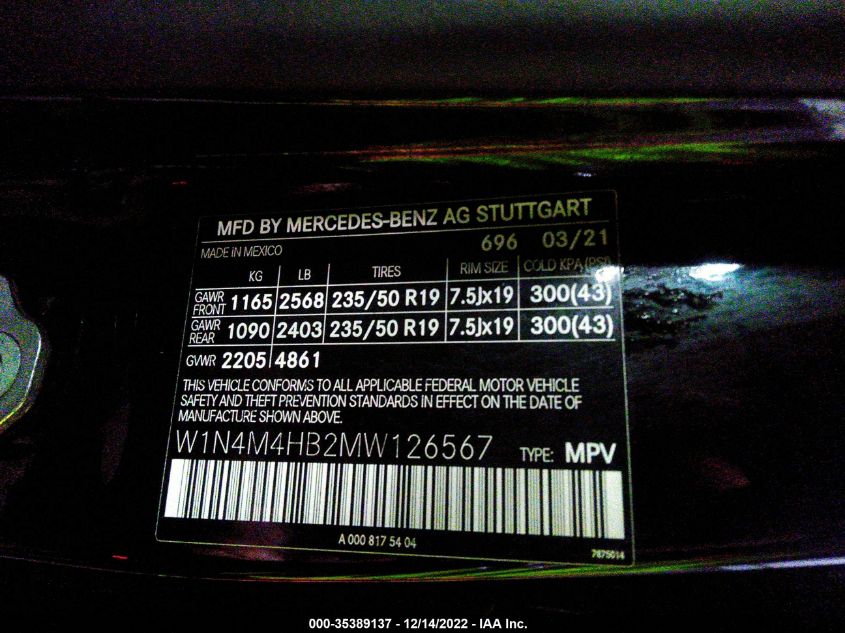 MFD BY MERCEDES-BENZ AG STUTTGART
MADE IN MEXICO 696 03/21
KG LB TIRES RIM SIZE COLD KPA (PSI)
GAWR FRONT 1165 2568 235/50 R19 7.5Jx19 300(43)
GAWR REAR 1090 2403 235/50 R19 7.5Jx19 300(43)
GVWR 2205 4861
THIS VEHICLE CONFORMS TO ALL APPLICABLE FEDERAL MOTOR VEHICLE
SAFETY AND THEFT PREVENTION STANDARDS IN EFFECT ON THE DATE OF
MANUFACTURE SHOWN ABOVE.
W1N4M4HB2MW126567 TYPE: MPV
A 000 817 54 04
7875014
000-35389137 - 12/14/2022 - IAA Inc.